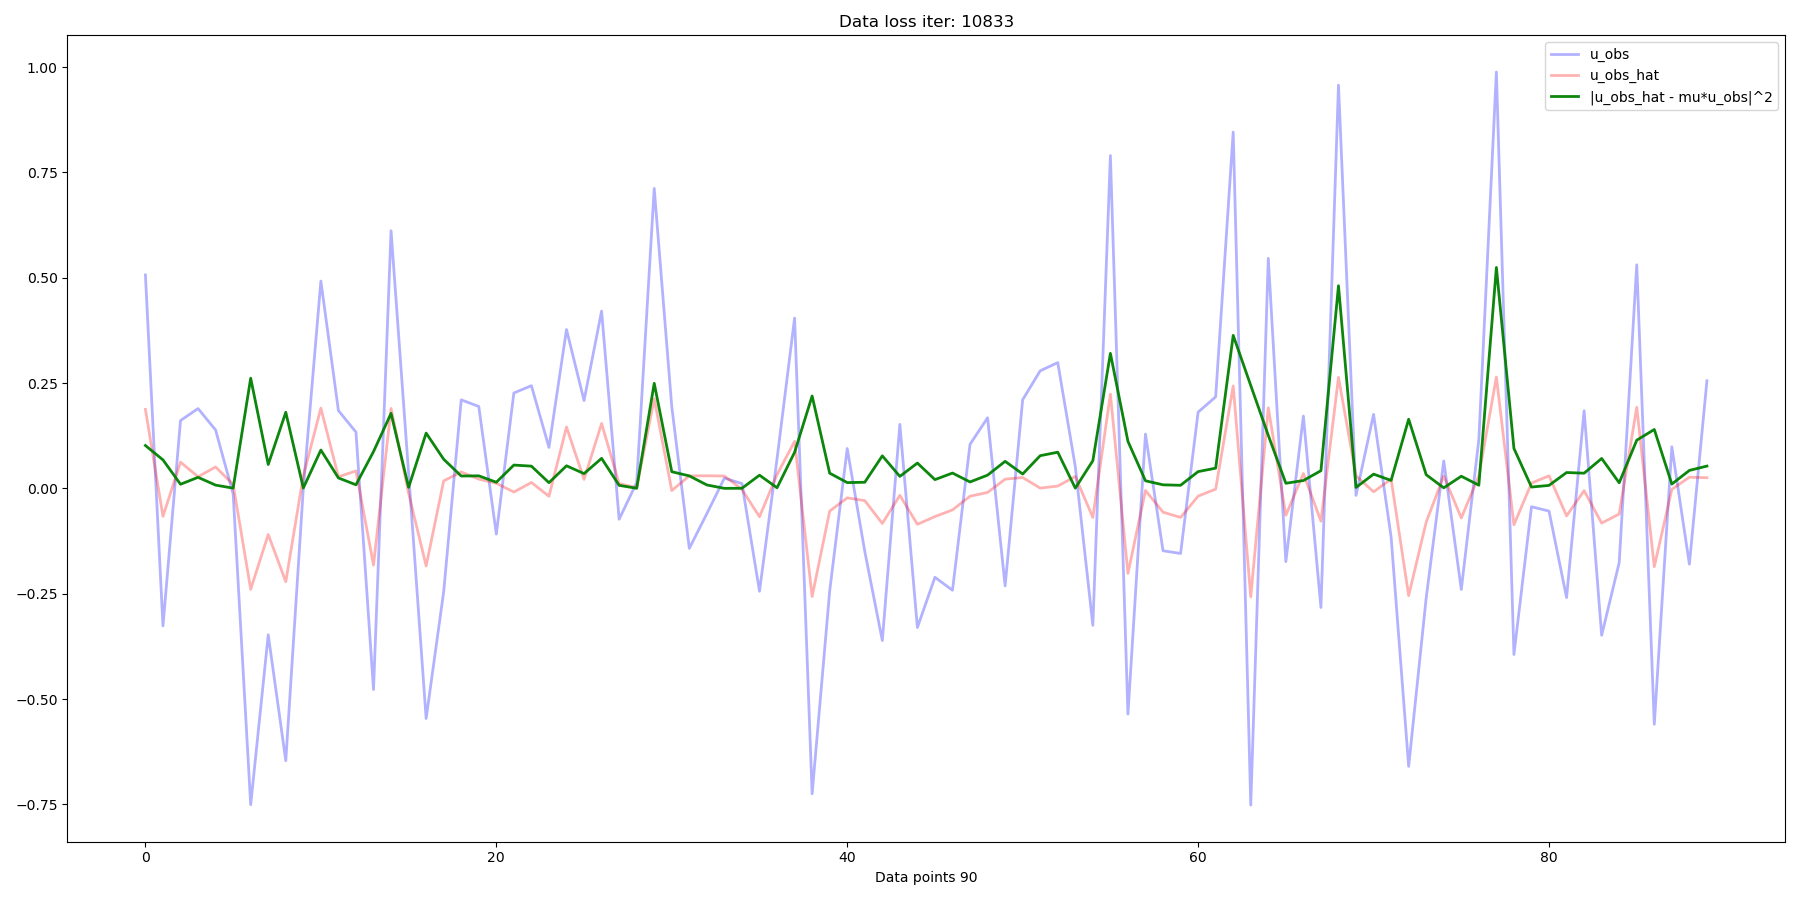 Data loss iter: 10833
u_obs
u_obs_hat
|u_obs_hat - mu*u_obs|^2
1.00
0.75
0.50
0.25
0.00
−0.25
−0.50
−0.75
0 20 40 60 80
Data points 90